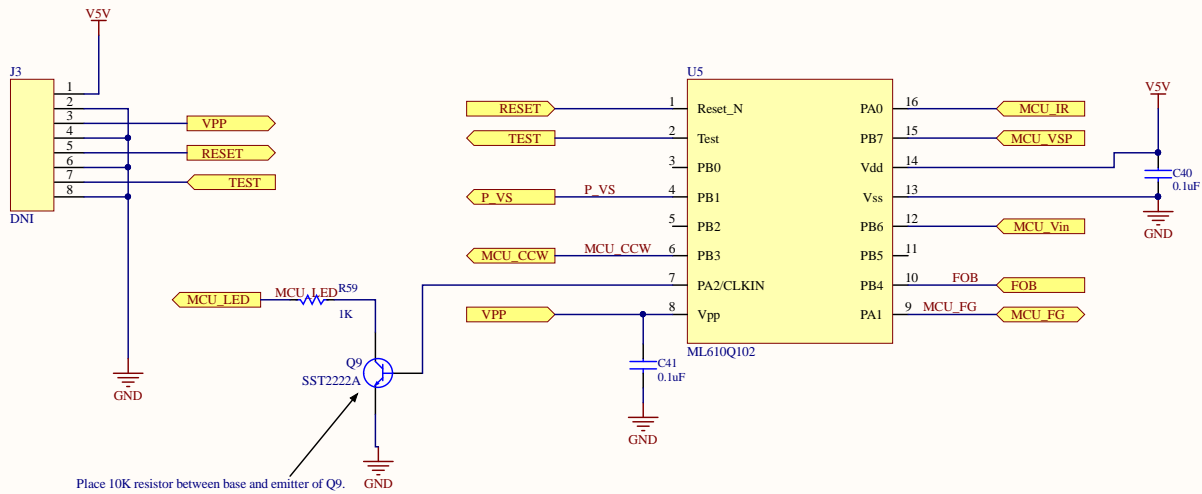 V5V
J3
1
2
3
4
5
6
7
8
DNI
VPP
RESET
TEST
GND
RESET
TEST
P_VS
P_VS
MCU_CCW
MCU_CCW
VPP
MCU_LED
MCU_LED
R59
1K
Q9
SST2222A
GND
Place 10K resistor between base and emitter of Q9.
C41
0.1uF
GND
U5
1 Reset_N
2 Test
3 PB0
4 PB1
5 PB2
6 PB3
7 PA2/CLKIN
8 Vpp
PA0 16
PB7 15
Vdd 14
Vss 13
PB6 12
PB5 11
PB4 10
PA1 9
ML610Q102
MCU_IR
MCU_VSP
V5V
C40
0.1uF
GND
MCU_Vin
FOB
FOB
MCU_FG
MCU_FG